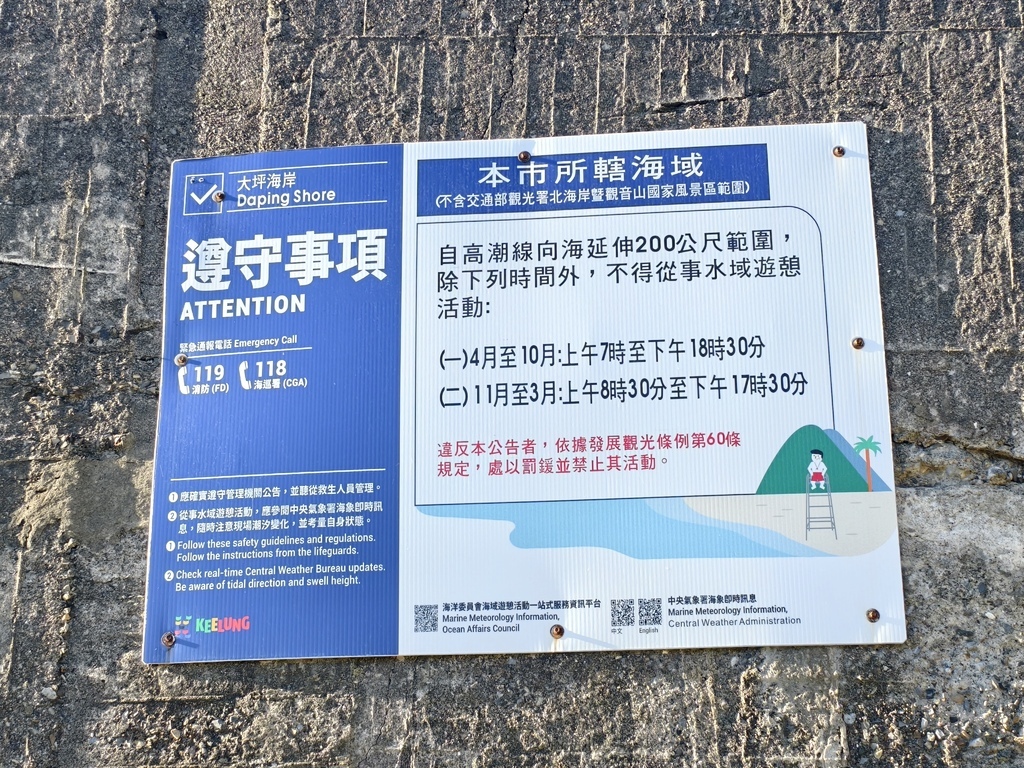 大坪海岸
Daping Shore
遵守事項
ATTENTION
緊急通報電話 Emergency Call
119
消防 (FD)
118
海巡署 (CGA)
❶ 應確實遵守管理機關公告，並聽從救生人員管理。
❷ 從事水域遊憩活動，應參閱中央氣象署海象即時訊
息，隨時注意現場潮汐變化，並考量自身狀態。
❶ Follow these safety guidelines and regulations.
Follow the instructions from the lifeguards.
❷ Check real-time Central Weather Bureau updates.
Be aware of tidal direction and swell height.
KEELUNG
本市所轄海域
(不含交通部觀光署北海岸暨觀音山國家風景區範圍)
自高潮線向海延伸200公尺範圍，
除下列時間外，不得從事水域遊憩
活動:
(一)4月至10月:上午7時至下午18時30分
(二)11月至3月:上午8時30分至下午17時30分
違反本公告者，依據發展觀光條例第60條
規定，處以罰鍰並禁止其活動。
海洋委員會海域遊憩活動一站式服務資訊平台
Marine Meteorology Information,
Ocean Affairs Council
中文
English
中央氣象署海象即時訊息
Marine Meteorology Information,
Central Weather Administration